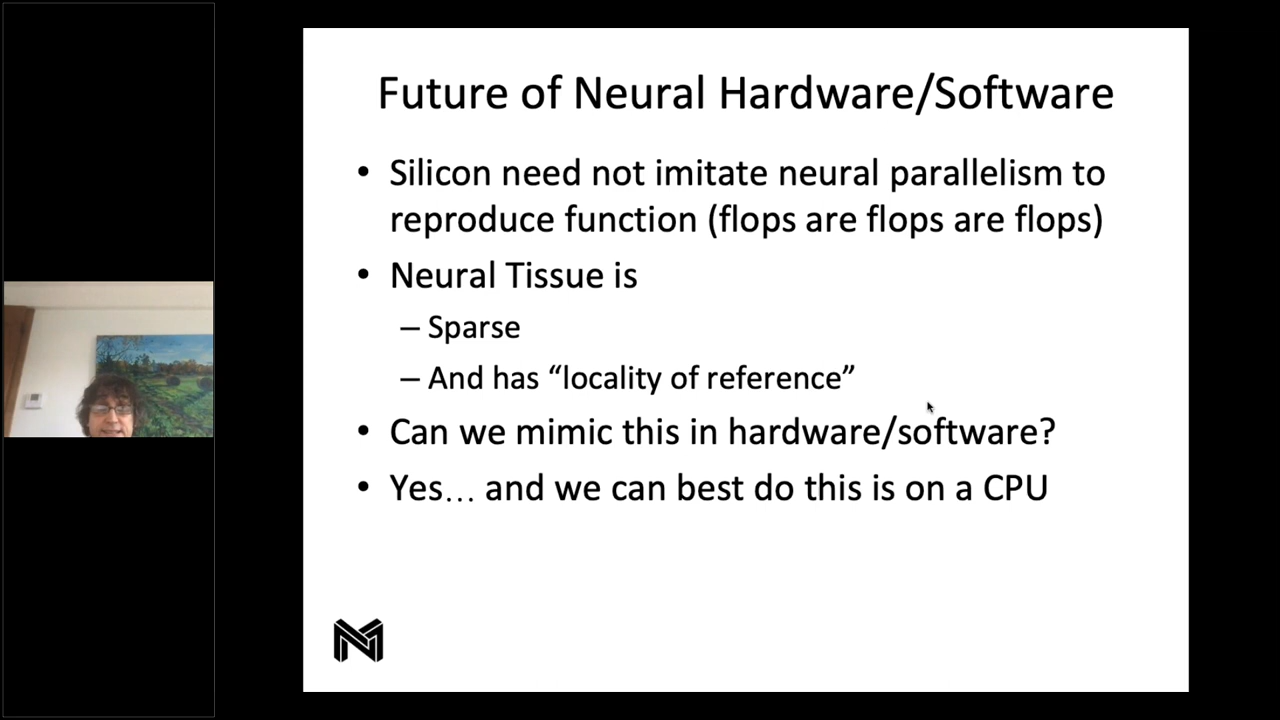 Future of Neural Hardware/Software
• Silicon need not imitate neural parallelism to
reproduce function (flops are flops are flops)
• Neural Tissue is
– Sparse
– And has “locality of reference”
• Can we mimic this in hardware/software?
• Yes… and we can best do this is on a CPU